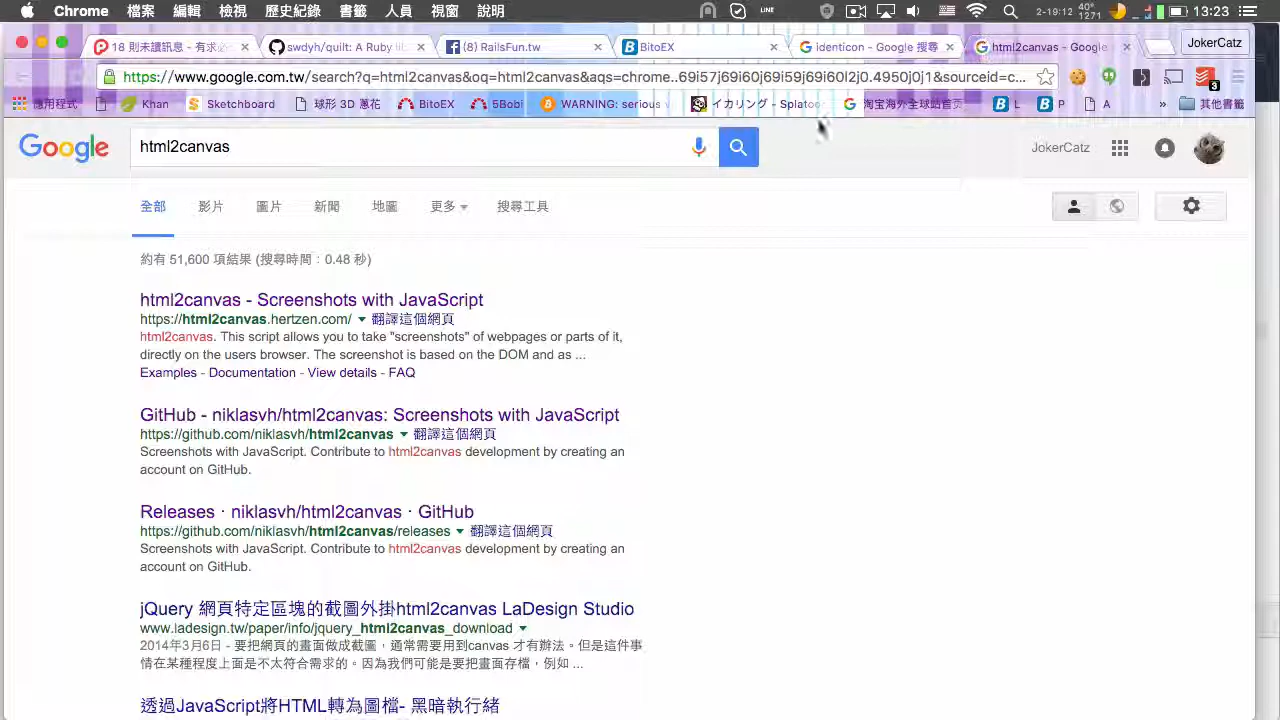 Chrome 檔案 編輯 檢視 歷史紀錄 書籤 人員 視窗 說明 LINE 2-19:12 13:23
18 則未讀訊息 - 有求必 swdyh/quilt: A ruby (8) RailsFun.tw BitoEX identicon - Google 搜尋 html2canvas - Google JokerCatz
https://www.google.com.tw/search?q=html2canvas&oq=html2canvas&aqs=chrome..69i57j69i60j69i59j69i60l2j0.4950j0j1&sourceid=c...
應用程式 Khan Sketchboard 球形 3D 蔥花 BitoEX 5Bobi WARNING: serious イカリング - Splatoon 淘宝海外全球站首页 L P A » 其他書籤 3
Google html2canvas JokerCatz
全部 影片 圖片 新聞 地圖 更多 搜尋工具
約有 51,600 項結果 (搜尋時間：0.48 秒)
html2canvas - Screenshots with JavaScript
https://html2canvas.hertzen.com/ 翻譯這個網頁
html2canvas. This script allows you to take "screenshots" of webpages or parts of it,
directly on the users browser. The screenshot is based on the DOM and as ...
Examples - Documentation - View details - FAQ
GitHub - niklasvh/html2canvas: Screenshots with JavaScript
https://github.com/niklasvh/html2canvas 翻譯這個網頁
Screenshots with JavaScript. Contribute to html2canvas development by creating an
account on GitHub.
Releases · niklasvh/html2canvas · GitHub
https://github.com/niklasvh/html2canvas/releases 翻譯這個網頁
Screenshots with JavaScript. Contribute to html2canvas development by creating an
account on GitHub.
jQuery 網頁特定區塊的截圖外掛html2canvas LaDesign Studio
www.ladesign.tw/paper/info/jquery_html2canvas_download
2014年3月6日 - 要把網頁的畫面做成截圖，通常需要用到canvas 才有辦法。但是這件事
情在某種程度上面是不太符合需求的。因為我們可能是要把畫面存檔，例如 ...
透過JavaScript將HTML轉為圖檔- 黑暗執行緒